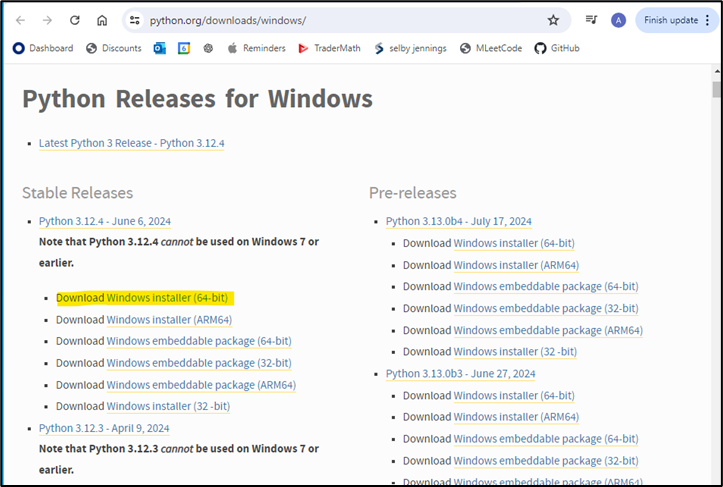 python.org/downloads/windows/
A
Finish update
Dashboard
Discounts
6
Reminders
TraderMath
selby jennings
MLeetCode
GitHub
Python Releases for Windows
Latest Python 3 Release - Python 3.12.4
Stable Releases
Python 3.12.4 - June 6, 2024
Note that Python 3.12.4 cannot be used on Windows 7 or
earlier.
Download Windows installer (64-bit)
Download Windows installer (ARM64)
Download Windows embeddable package (64-bit)
Download Windows embeddable package (32-bit)
Download Windows embeddable package (ARM64)
Download Windows installer (32 -bit)
Python 3.12.3 - April 9, 2024
Note that Python 3.12.3 cannot be used on Windows 7 or
earlier.
Pre-releases
Python 3.13.0b4 - July 17, 2024
Download Windows installer (64-bit)
Download Windows installer (ARM64)
Download Windows embeddable package (64-bit)
Download Windows embeddable package (32-bit)
Download Windows embeddable package (ARM64)
Download Windows installer (32 -bit)
Python 3.13.0b3 - June 27, 2024
Download Windows installer (64-bit)
Download Windows installer (ARM64)
Download Windows embeddable package (64-bit)
Download Windows embeddable package (32-bit)
Download Windows embeddable package (ARM64)